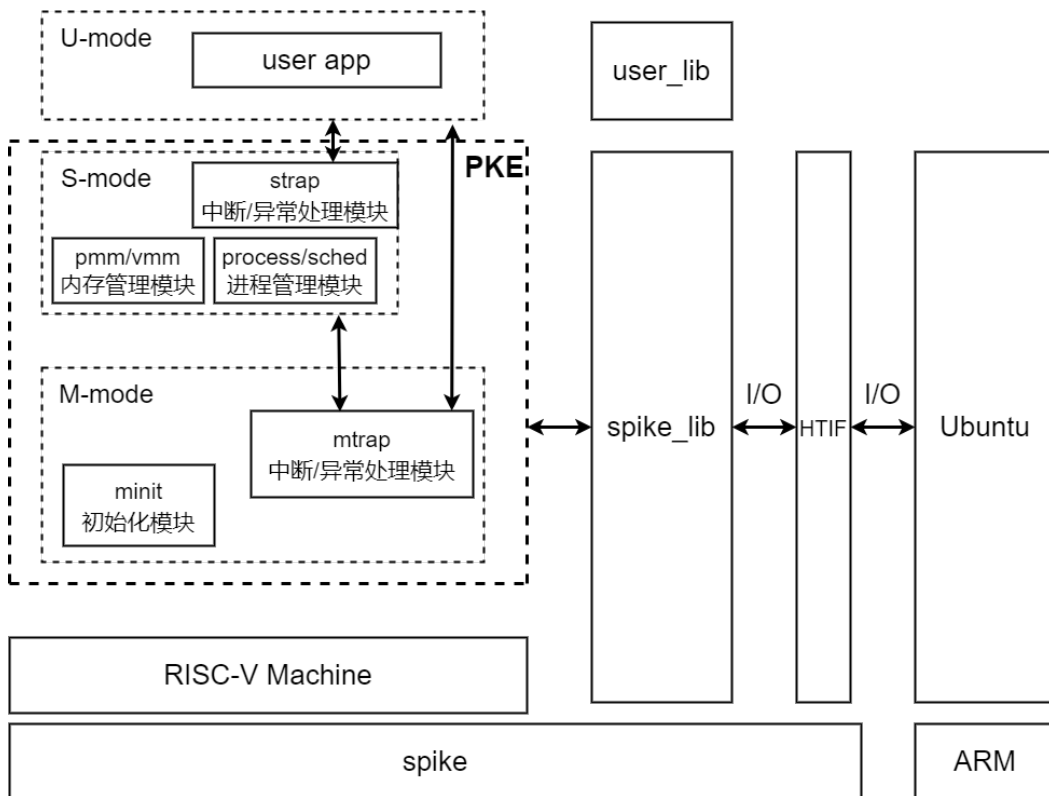 U-mode
user app
user_lib
PKE
S-mode
strap
中断/异常处理模块
pmm/vmm
内存管理模块
process/sched
进程管理模块
M-mode
mtrap
中断/异常处理模块
minit
初始化模块
spike_lib
I/O
HTIF
I/O
Ubuntu
RISC-V Machine
spike
ARM